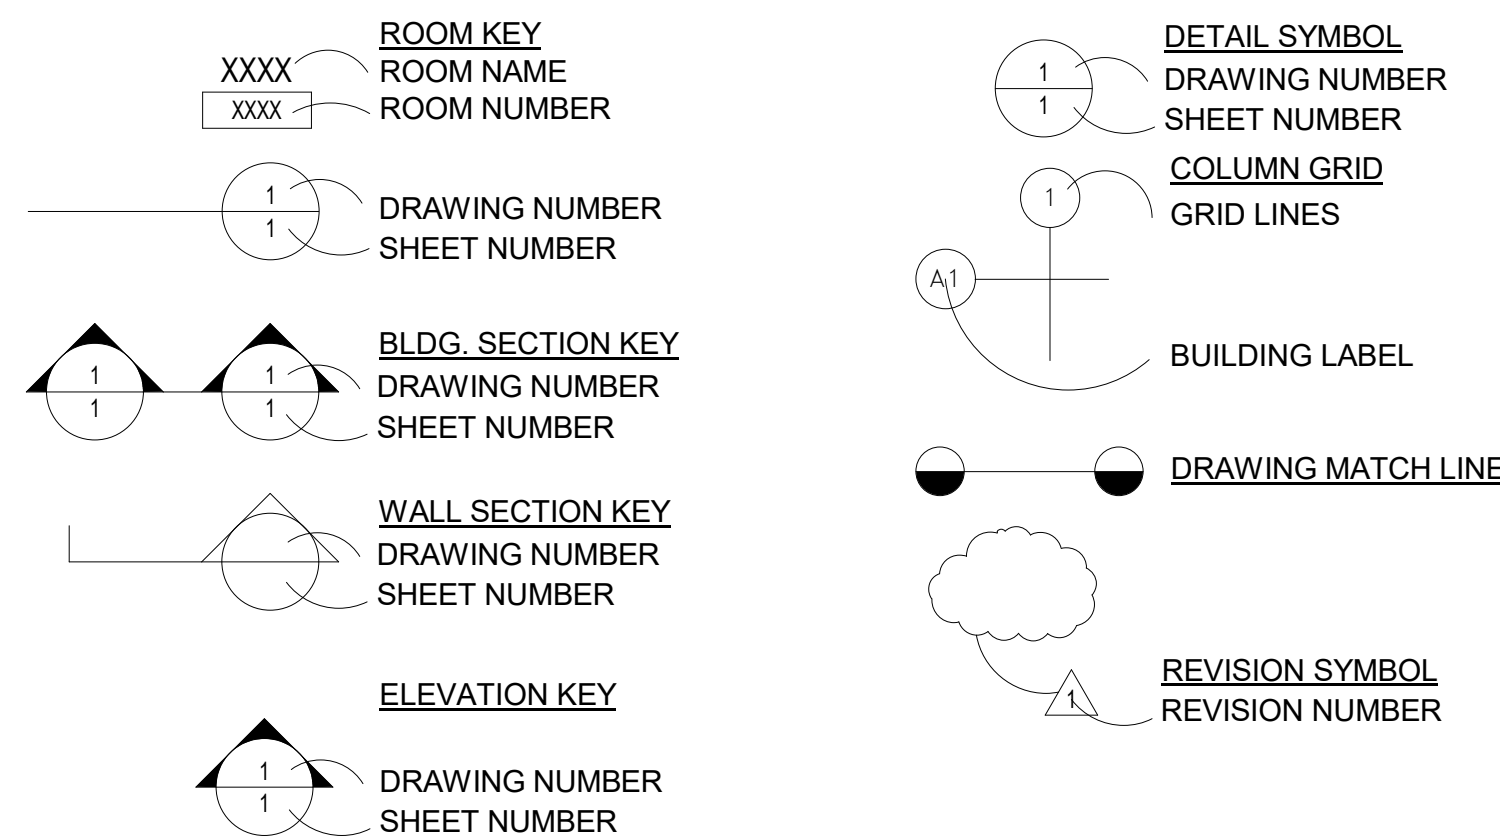 ROOM KEY
XXXX
ROOM NAME
XXXX
ROOM NUMBER
1
DRAWING NUMBER
1
SHEET NUMBER
BLDG. SECTION KEY
1
1
DRAWING NUMBER
1
1
SHEET NUMBER
WALL SECTION KEY
DRAWING NUMBER
SHEET NUMBER
ELEVATION KEY
1
DRAWING NUMBER
1
SHEET NUMBER
DETAIL SYMBOL
1
DRAWING NUMBER
1
SHEET NUMBER
COLUMN GRID
1
GRID LINES
A1
BUILDING LABEL
DRAWING MATCH LINE
REVISION SYMBOL
1
REVISION NUMBER